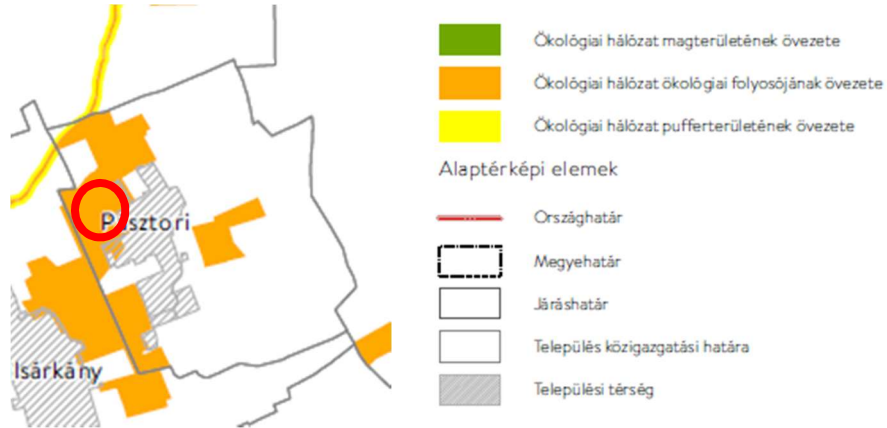 Pásztori
lsárkány
Ökológiai hálózat magterületének övezete
Ökológiai hálózat ökológiai folyosójának övezete
Ökológiai hálózat pufferterületének övezete
Alaptérképi elemek
Országhatár
Megyehatár
Járáshatár
Település közigazgatási határa
Települési térség